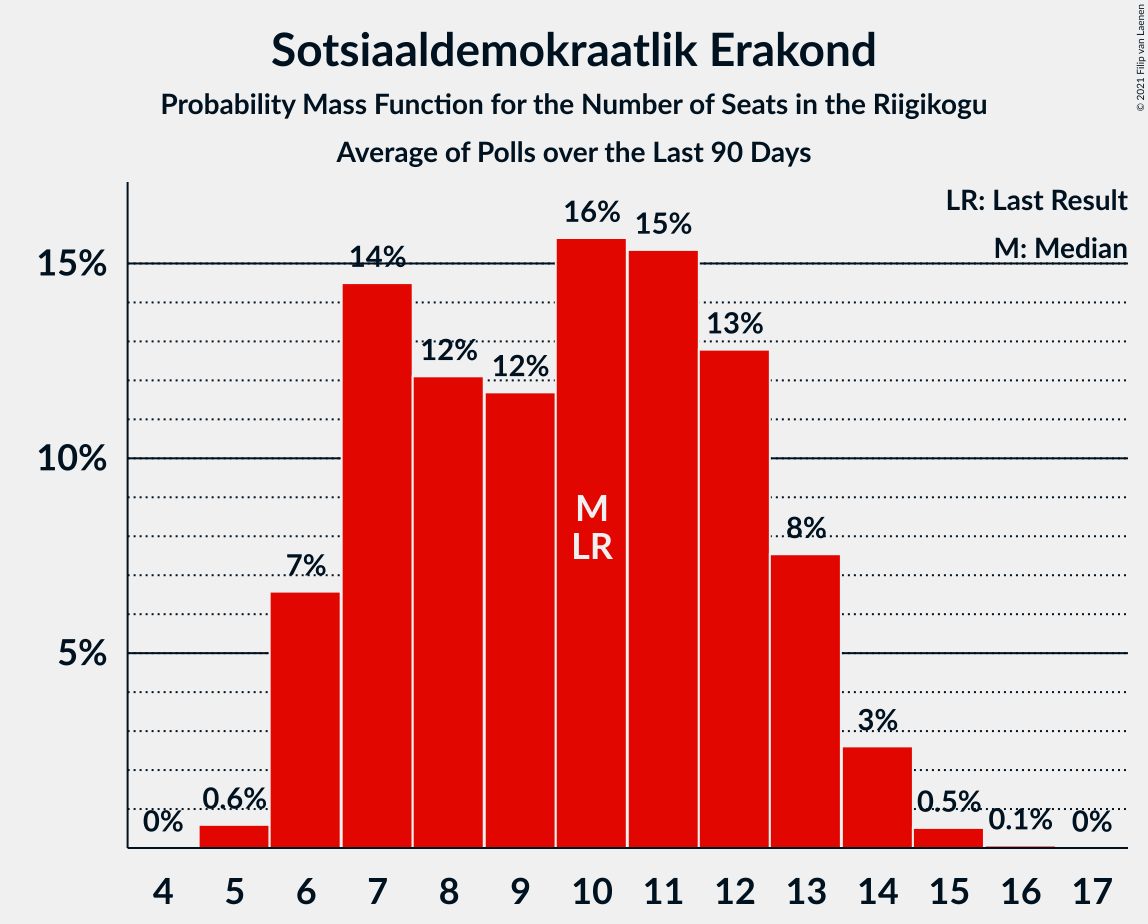 Sotsiaaldemokraatlik Erakond
Probability Mass Function for the Number of Seats in the Riigikogu
Average of Polls over the Last 90 Days
© 2021 Filip van Laenen
LR: Last Result
M: Median
15%
10%
5%
0%
0.6%
7%
14%
12%
12%
16%
15%
13%
8%
3%
0.5%
0.1%
0%
M
LR
4 5 6 7 8 9 10 11 12 13 14 15 16 17